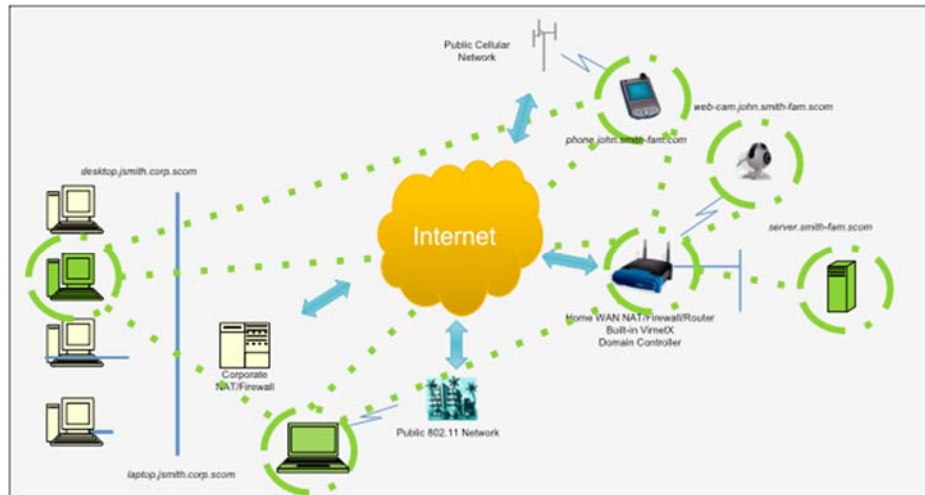 Public Cellular
Network
web-cam.john.smith-fam.scom
phone.john.smith-fam.com
desktop.jsmith.corp.scom
Internet
server.smith-fam.scom
Home WAN NAT/Firewall/Router
Built-in VirnetX
Domain Controller
Corporate
NAT/Firewall
Public 802.11 Network
laptop.jsmith.corp.scom